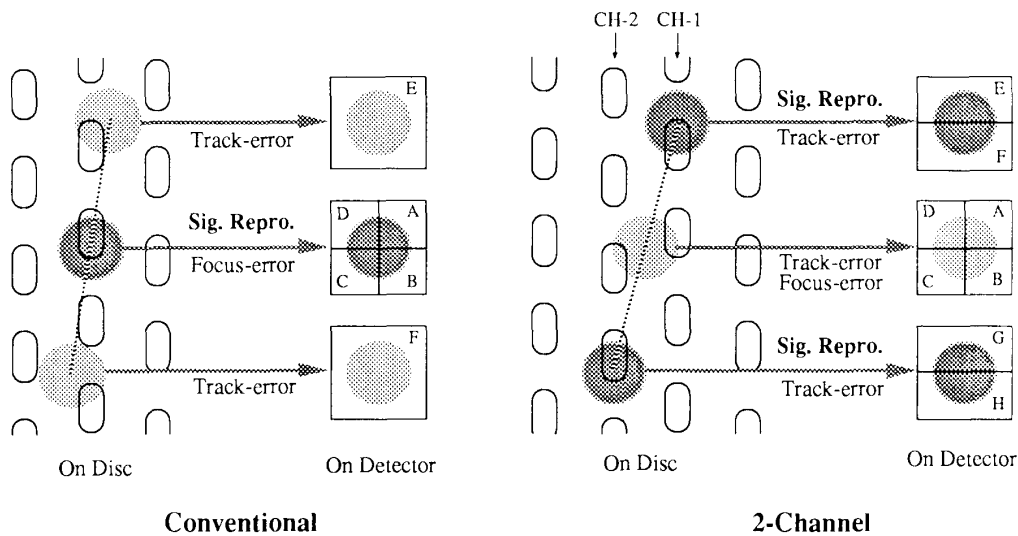 CH-2 CH-1
E
Track-error
Sig. Repro.
Focus-error
D A
C B
F
Track-error
On Disc
On Detector
Conventional
Sig. Repro.
Track-error
E
F
Track-error
Focus-error
D A
C B
Sig. Repro.
Track-error
G
H
On Disc
On Detector
2-Channel